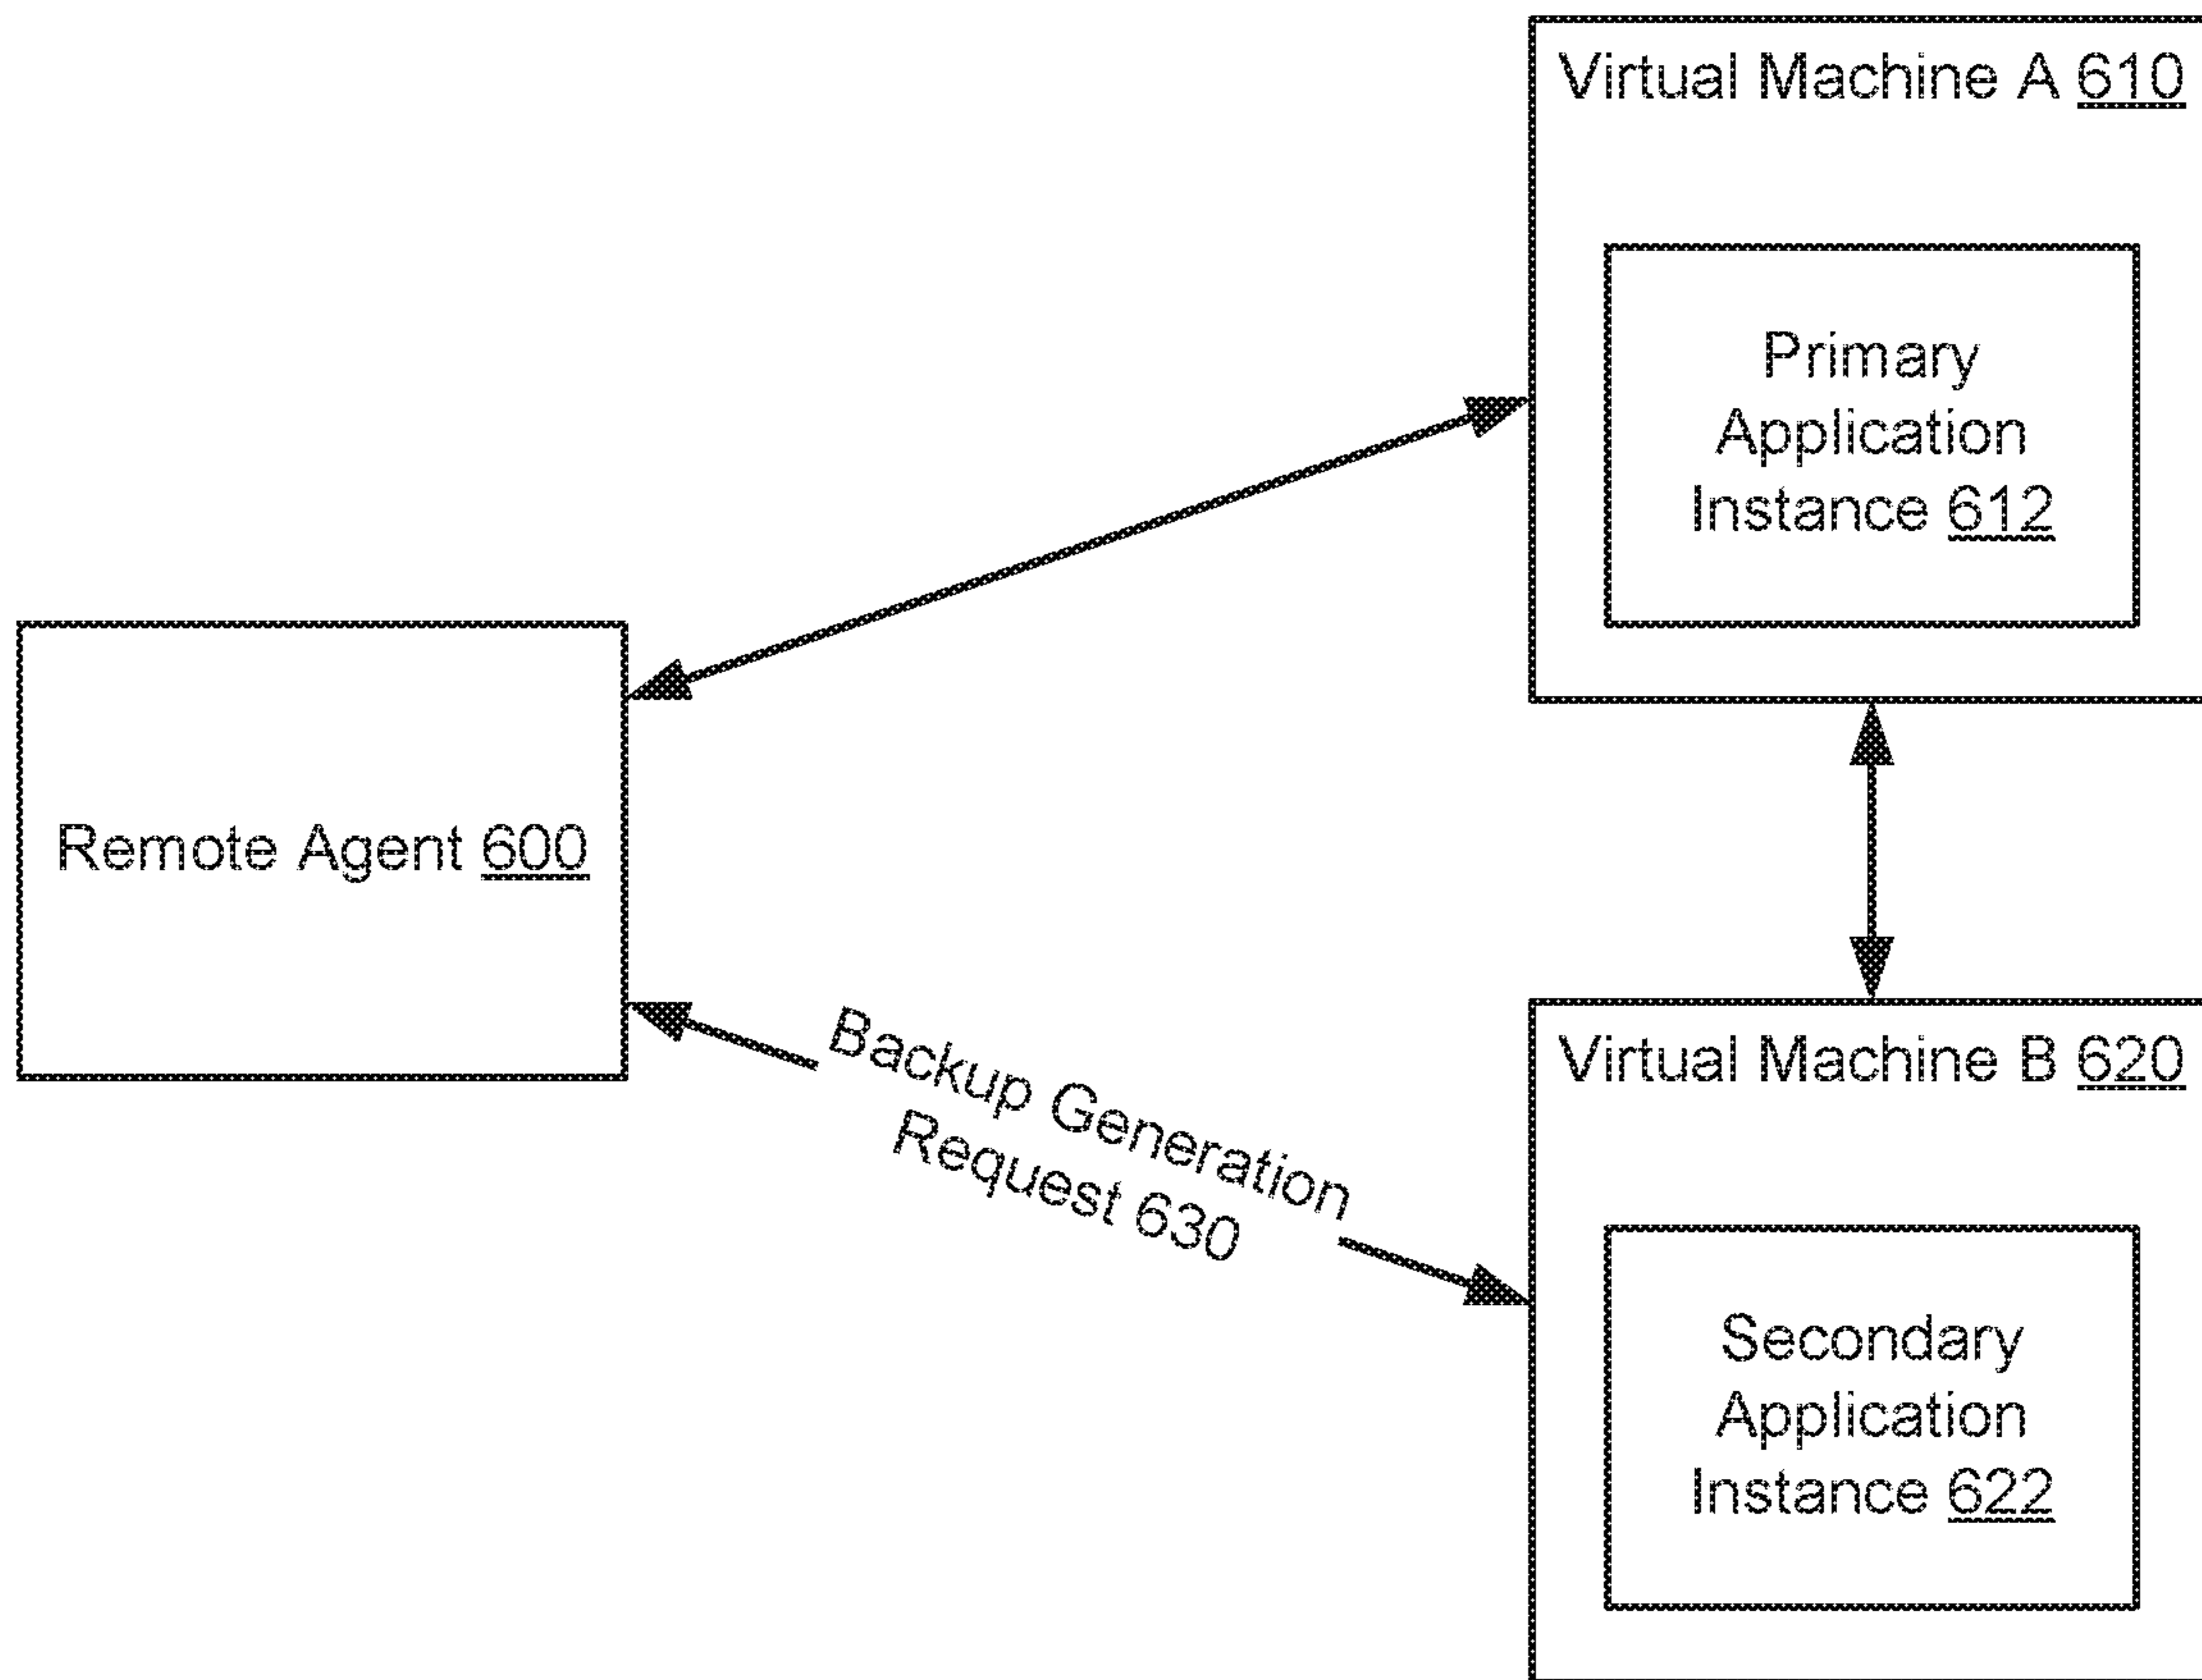 Virtual Machine A 610
Primary
Application
Instance 612
Remote Agent 600
Backup Generation
Request 630
Virtual Machine B 620
Secondary
Application
Instance 622